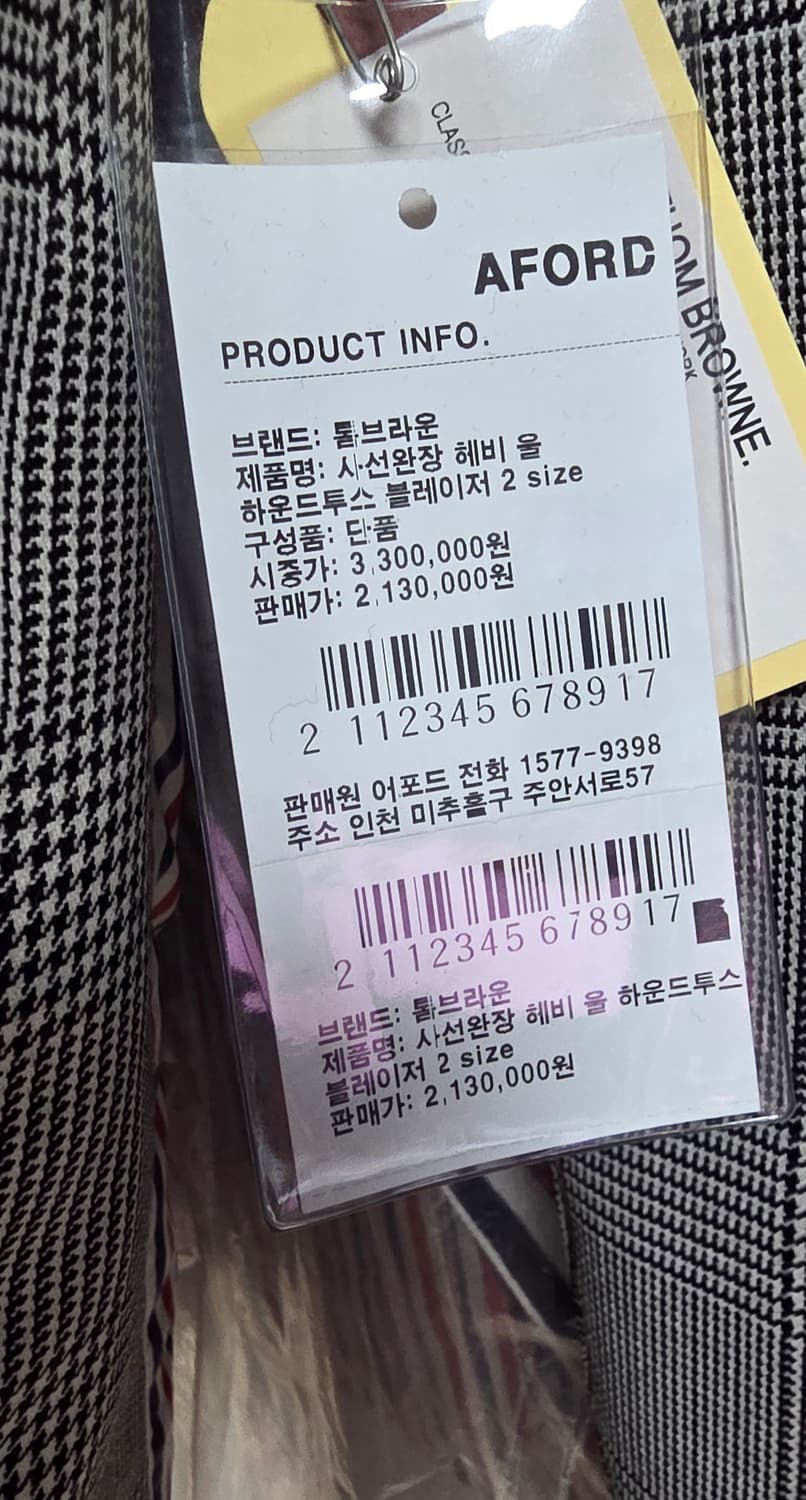 AFORD
PRODUCT INFO.
브랜드: 톰브라운
제품명: 사선완장 헤비 울
하운드투스 블레이저 2 size
구성품: 단품
시중가: 3,300,000원
판매가: 2,130,000원
2 112345 678917
판매원 어포드 전화 1577-9398
주소 인천 미추홀구 주안서로57
2 112345 678917
브랜드: 톰브라운
제품명: 사선완장 헤비 울 하운드투스
블레이저 2 size
판매가: 2,130,000원
BROWNE.